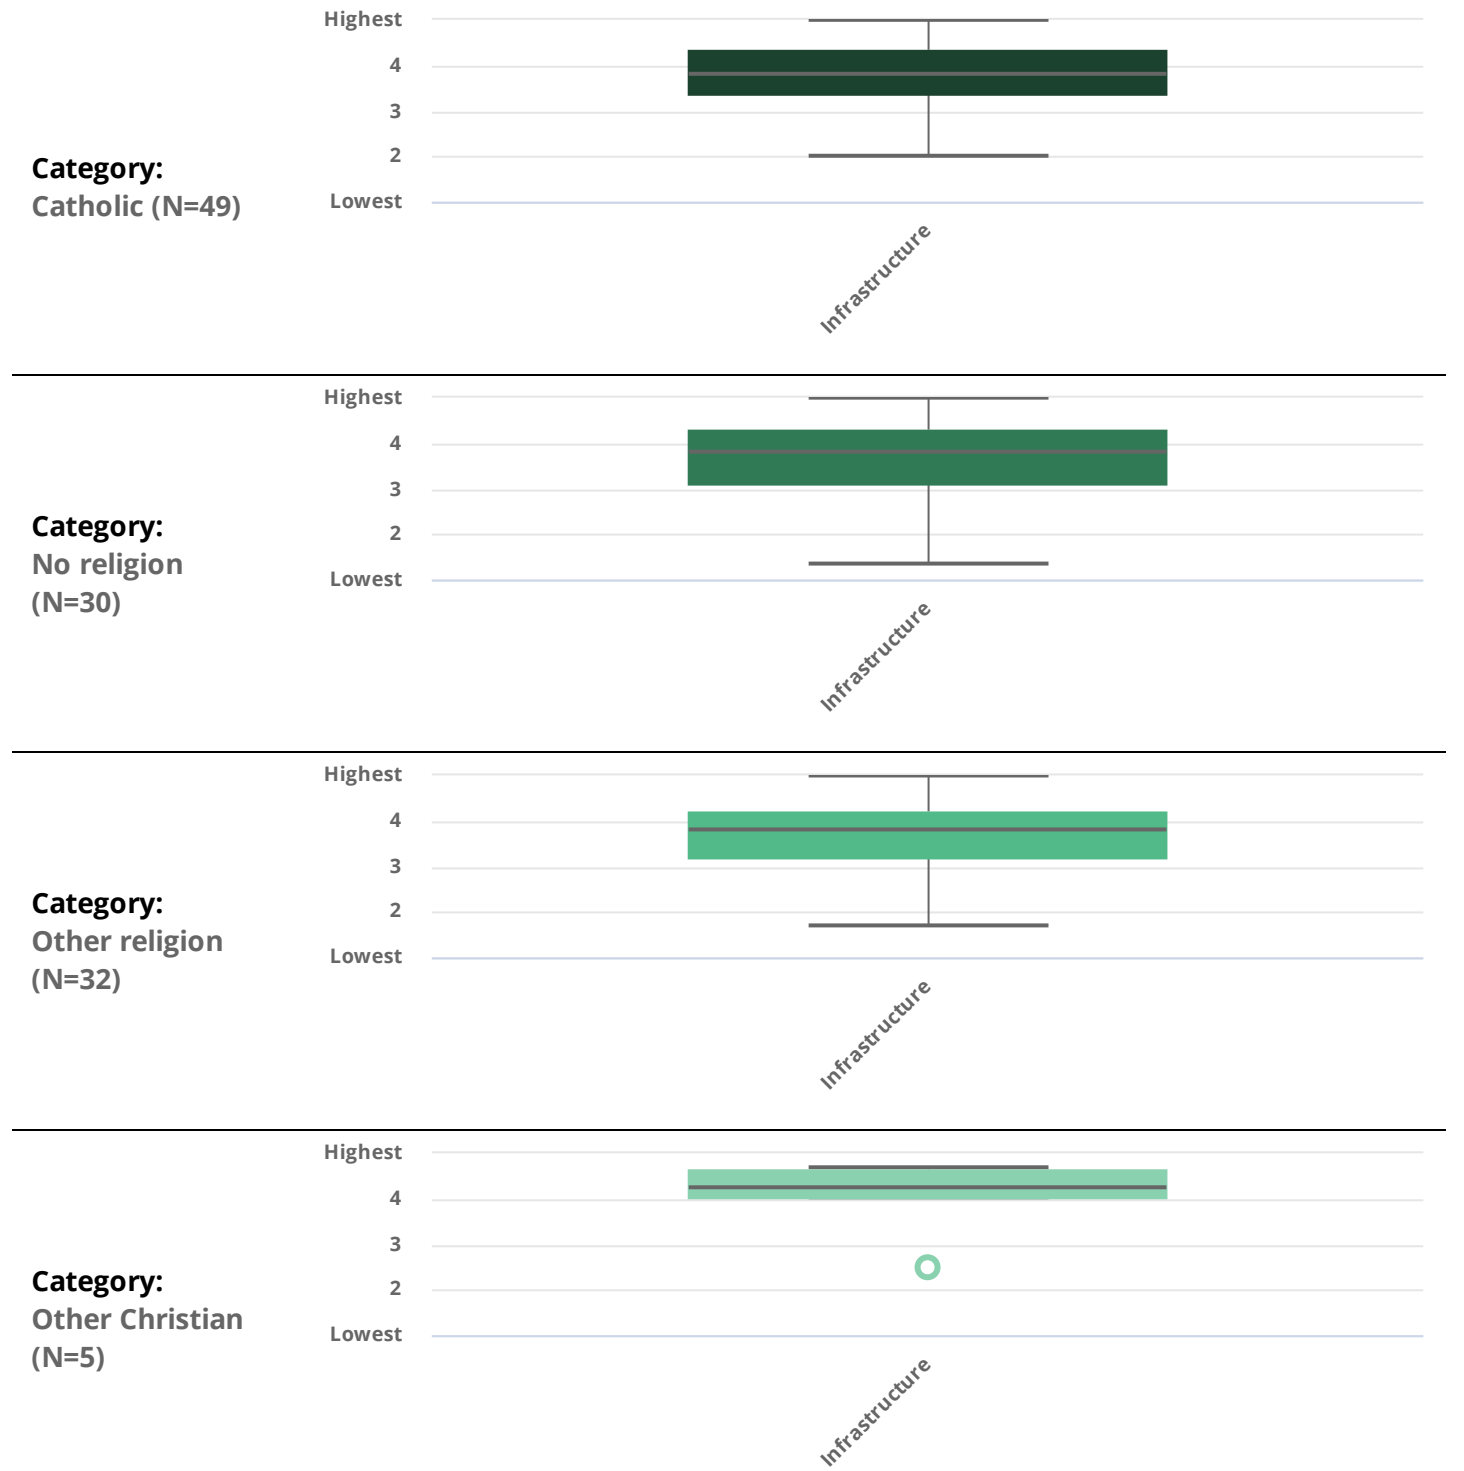 Highest
4
3
2
Lowest
Category:
Catholic (N=49)
Infrastructure
Highest
4
3
2
Lowest
Category:
No religion
(N=30)
Infrastructure
Highest
4
3
2
Lowest
Category:
Other religion
(N=32)
Infrastructure
Highest
4
3
2
Lowest
Category:
Other Christian
(N=5)
Infrastructure